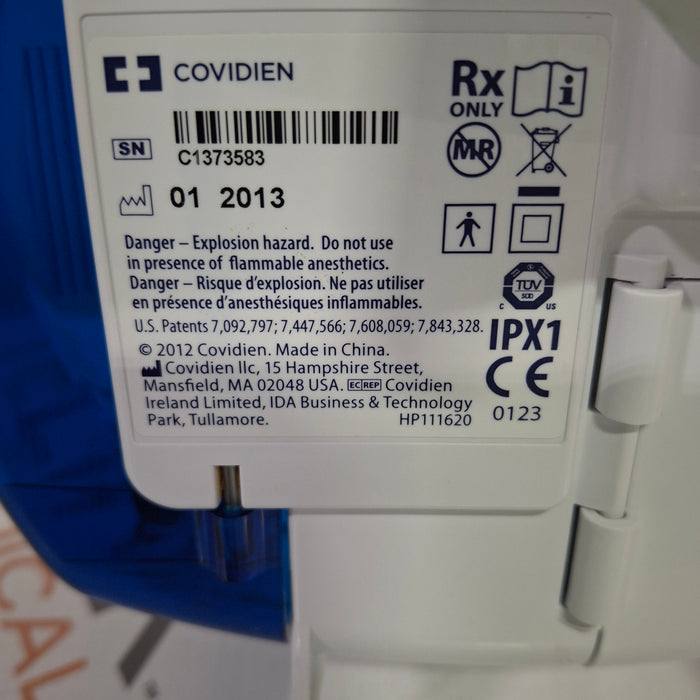 COVIDIEN
Rx
ONLY
SN
C1373583
MR
01 2013
Danger – Explosion hazard. Do not use
in presence of flammable anesthetics.
Danger – Risque d'explosion. Ne pas utiliser
en présence d'anesthésiques inflammables.
TÜV
SÜD
C US
U.S. Patents 7,092,797; 7,447,566; 7,608,059; 7,843,328.
IPX1
© 2012 Covidien. Made in China.
Covidien llc, 15 Hampshire Street,
Mansfield, MA 02048 USA. EC REP Covidien
Ireland Limited, IDA Business & Technology
Park, Tullamore.
HP111620
CE
0123
ICAL